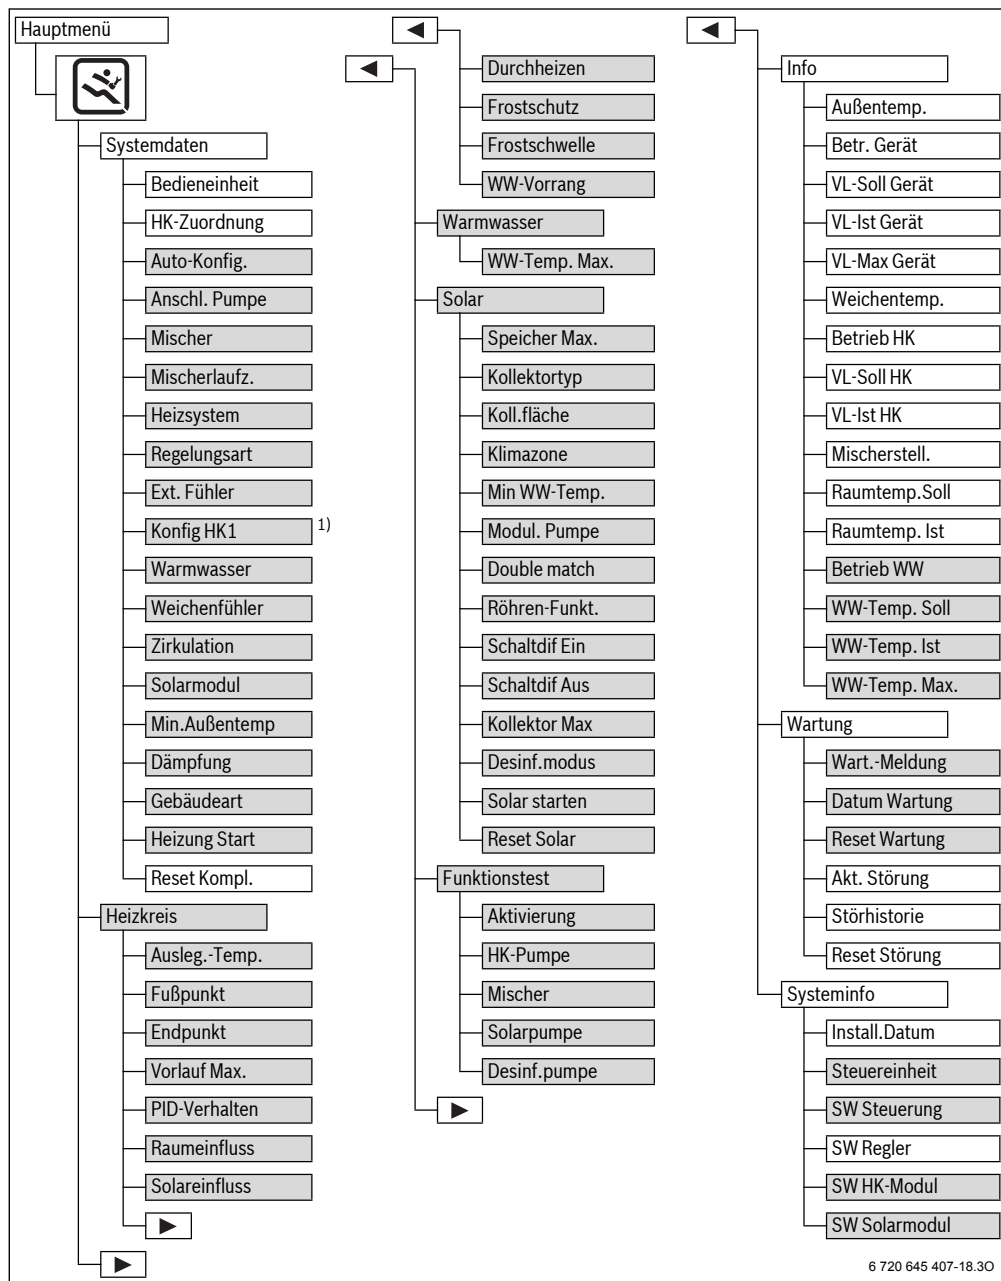 Hauptmenü
Systemdaten
Bedieneinheit
HK-Zuordnung
Auto-Konfig.
Anschl. Pumpe
Mischer
Mischerlaufz.
Heizsystem
Regelungsart
Ext. Fühler
Konfig HK1 1)
Warmwasser
Weichenfühler
Zirkulation
Solarmodul
Min.Außentemp
Dämpfung
Gebäudeart
Heizung Start
Reset Kompl.
Heizkreis
Ausleg.-Temp.
Fußpunkt
Endpunkt
Vorlauf Max.
PID-Verhalten
Raumeinfluss
Solareinfluss
Durchheizen
Frostschutz
Frostschwelle
WW-Vorrang
Warmwasser
WW-Temp. Max.
Solar
Speicher Max.
Kollektortyp
Koll.fläche
Klimazone
Min WW-Temp.
Modul. Pumpe
Double match
Röhren-Funkt.
Schaltdif Ein
Schaltdif Aus
Kollektor Max
Desinf.modus
Solar starten
Reset Solar
Funktionstest
Aktivierung
HK-Pumpe
Mischer
Solarpumpe
Desinf.pumpe
Info
Außentemp.
Betr. Gerät
VL-Soll Gerät
VL-Ist Gerät
VL-Max Gerät
Weichentemp.
Betrieb HK
VL-Soll HK
VL-Ist HK
Mischerstell.
Raumtemp.Soll
Raumtemp. Ist
Betrieb WW
WW-Temp. Soll
WW-Temp. Ist
WW-Temp. Max.
Wartung
Wart.-Meldung
Datum Wartung
Reset Wartung
Akt. Störung
Störhistorie
Reset Störung
Systeminfo
Install.Datum
Steuereinheit
SW Steuerung
SW Regler
SW HK-Modul
SW Solarmodul
6 720 645 407-18.3O